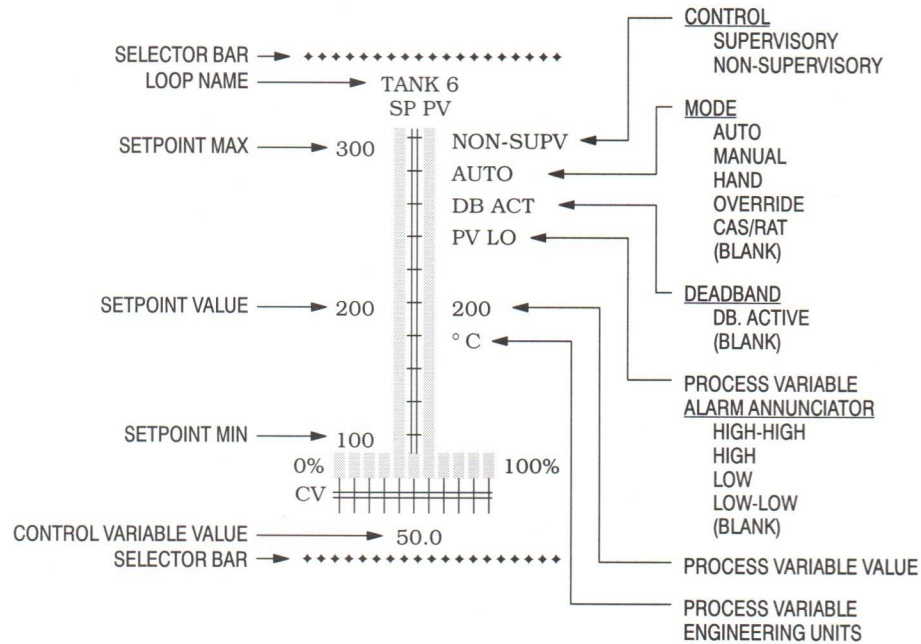 SELECTOR BAR
LOOP NAME
TANK 6
SP PV
SETPOINT MAX
300
SETPOINT VALUE
200
SETPOINT MIN
100
0%
100%
CV
CONTROL VARIABLE VALUE
50.0
SELECTOR BAR
NON-SUPV
AUTO
DB ACT
PV LO
200
°C
CONTROL
SUPERVISORY
NON-SUPERVISORY
MODE
AUTO
MANUAL
HAND
OVERRIDE
CAS/RAT
(BLANK)
DEADBAND
DB. ACTIVE
(BLANK)
PROCESS VARIABLE
ALARM ANNUNCIATOR
HIGH-HIGH
HIGH
LOW
LOW-LOW
(BLANK)
PROCESS VARIABLE VALUE
PROCESS VARIABLE
ENGINEERING UNITS